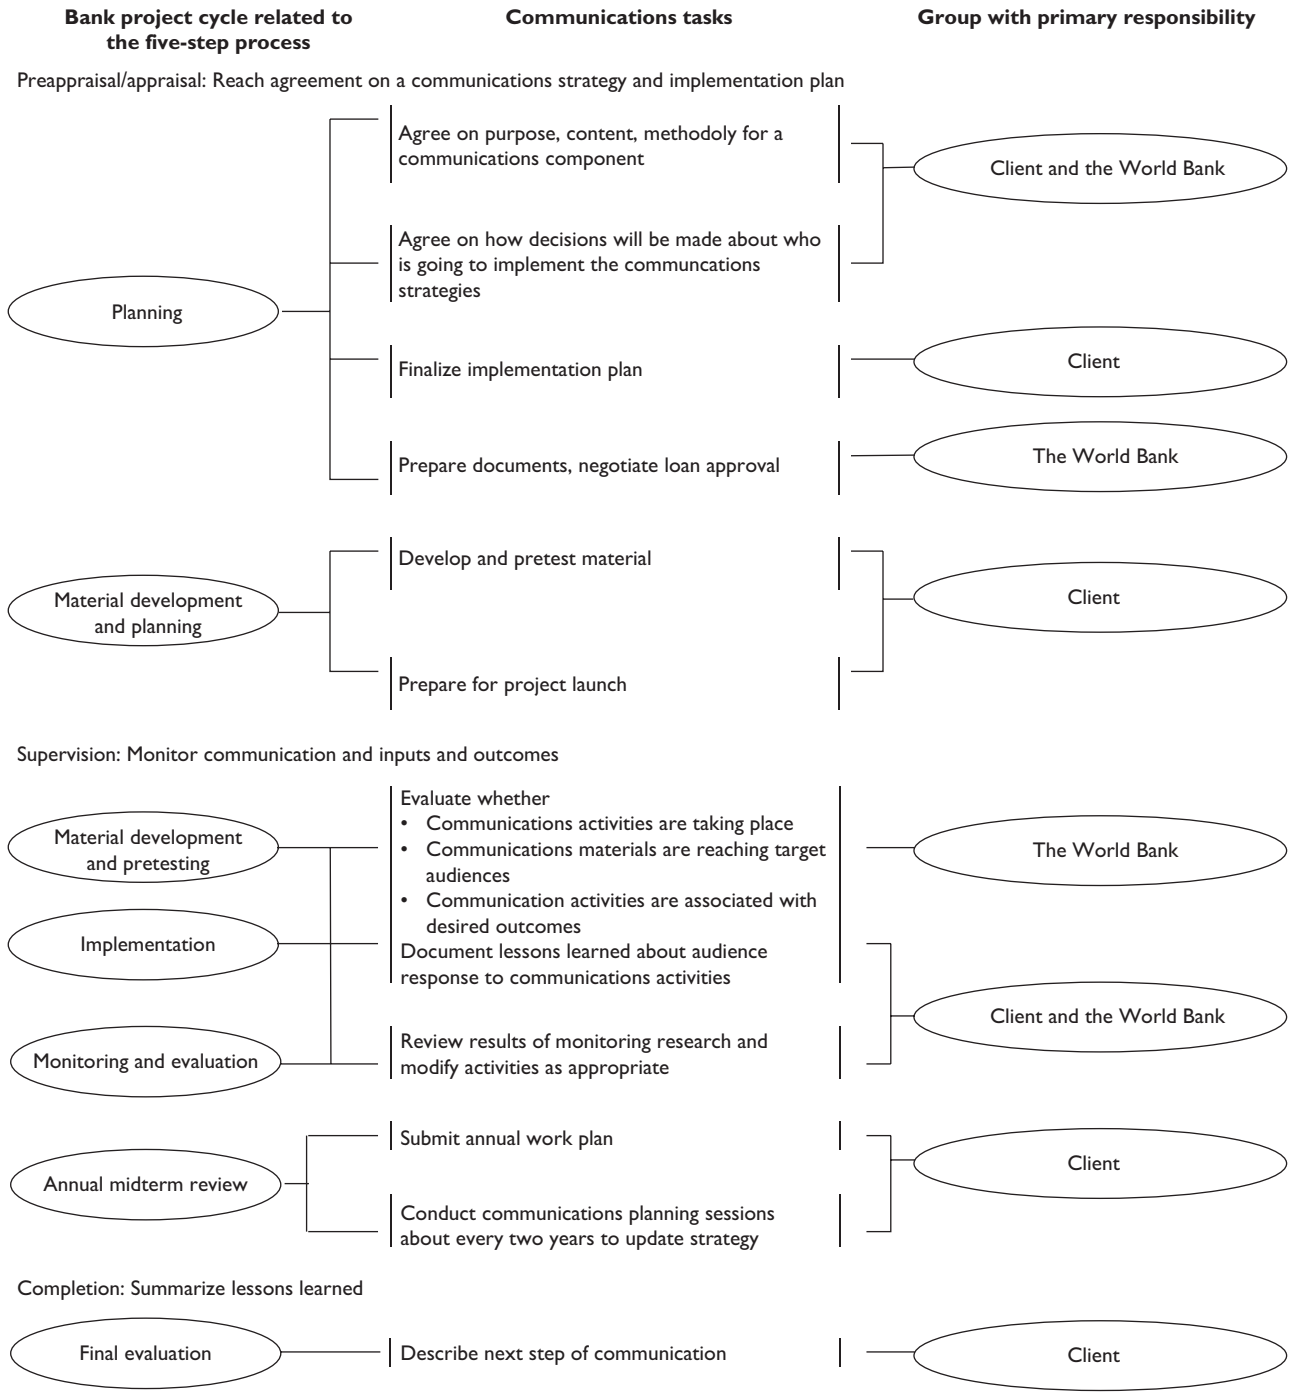 Bank project cycle related to
the five-step process
Communications tasks
Group with primary responsibility
Preappraisal/appraisal: Reach agreement on a communications strategy and implementation plan
Planning
Agree on purpose, content, methodoly for a
communications component
Client and the World Bank
Agree on how decisions will be made about who
is going to implement the communcations
strategies
Finalize implementation plan
Client
Prepare documents, negotiate loan approval
The World Bank
Material development
and planning
Develop and pretest material
Prepare for project launch
Client
Supervision: Monitor communication and inputs and outcomes
Material development
and pretesting
Implementation
Monitoring and evaluation
Evaluate whether
• Communications activities are taking place
• Communications materials are reaching target
audiences
• Communication activities are associated with
desired outcomes
Document lessons learned about audience
response to communications activities
The World Bank
Review results of monitoring research and
modify activities as appropriate
Client and the World Bank
Annual midterm review
Submit annual work plan
Conduct communications planning sessions
about every two years to update strategy
Client
Completion: Summarize lessons learned
Final evaluation
Describe next step of communication
Client